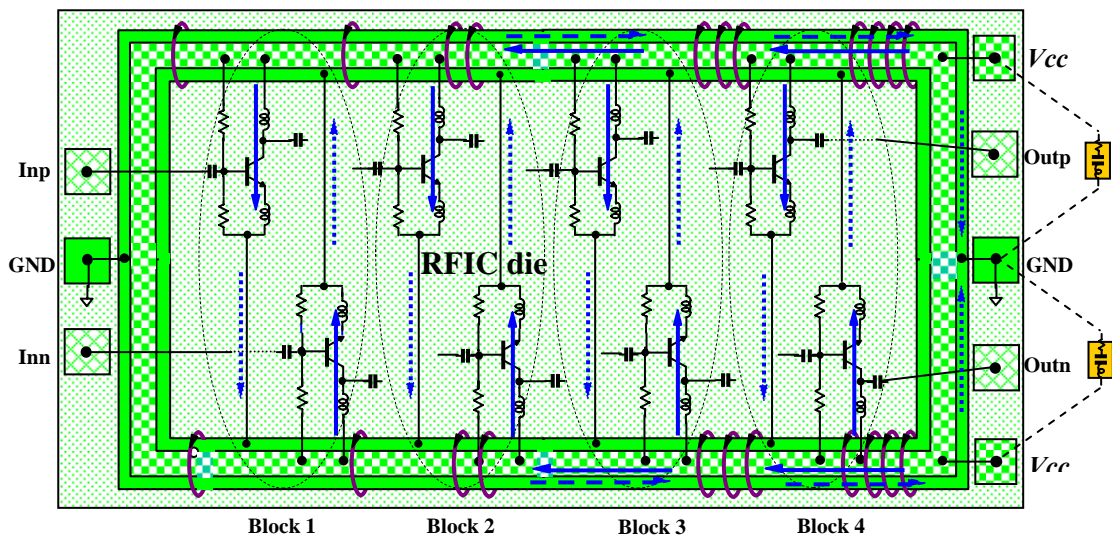 Vcc
Inp
Outp
RFIC die
GND
GND
Inn
Outn
Vcc
Block 1
Block 2
Block 3
Block 4